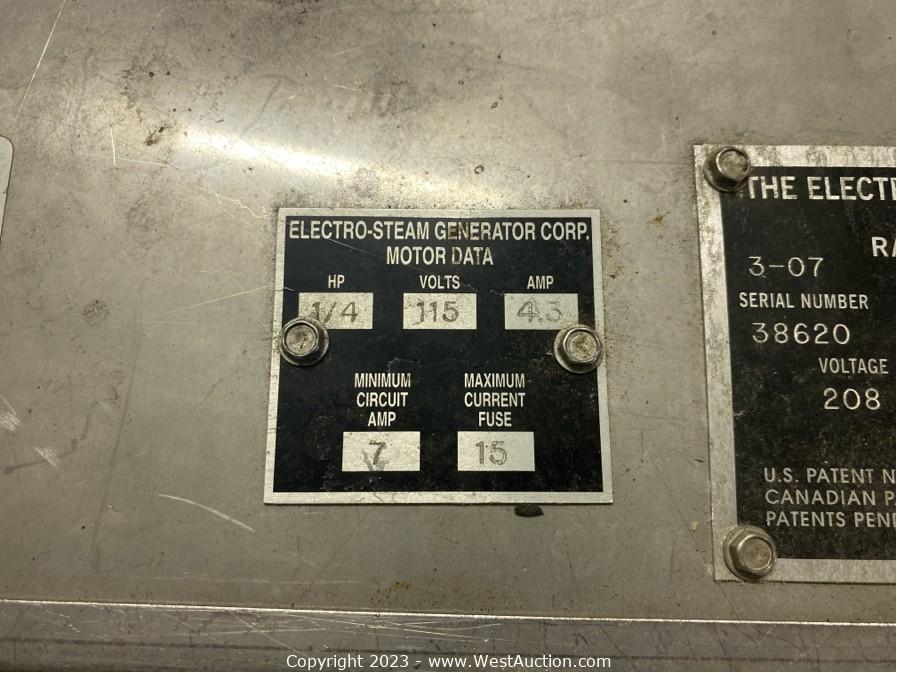 ELECTRO-STEAM GENERATOR CORP.
MOTOR DATA
HP VOLTS AMP
1/4 115 4.3
MINIMUM MAXIMUM
CIRCUIT CURRENT
AMP FUSE
7 15
THE ELECT
RA
3-07
SERIAL NUMBER
38620
VOLTAGE
208
U.S. PATENT N
CANADIAN P
PATENTS PEN
Copyright 2023 - www.WestAuction.com